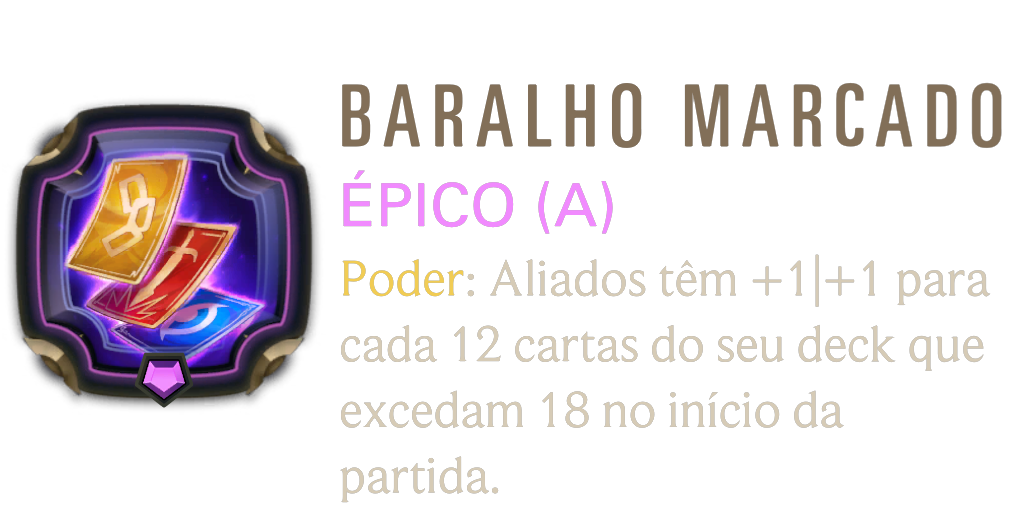 BARALHO MARCADO
ÉPICO (A)
Poder: Aliados têm +1|+1 para
cada 12 cartas do seu deck que
excedam 18 no início da
partida.